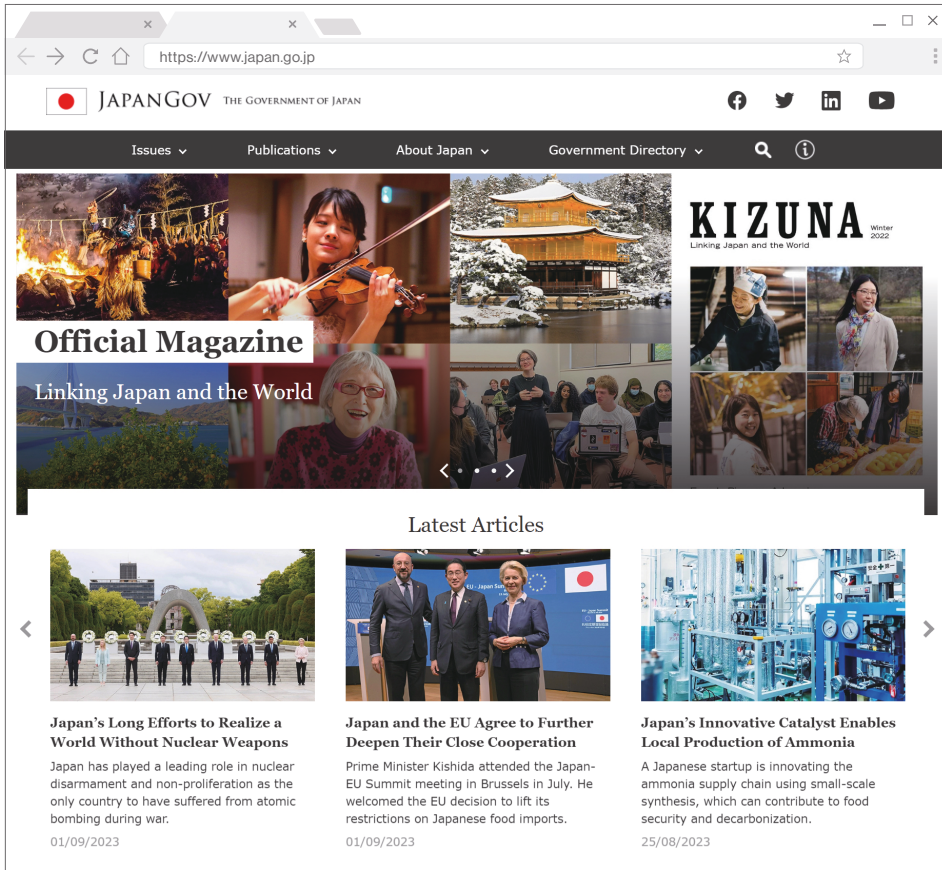 https://www.japan.go.jp
JAPANGOV THE GOVERNMENT OF JAPAN
Issues Publications About Japan Government Directory
KIZUNA
Winter
2022
Linking Japan and the World
Official Magazine
Linking Japan and the World
Latest Articles
EU - Japan Sum
安全 第一
Japan's Long Efforts to Realize a
World Without Nuclear Weapons
Japan has played a leading role in nuclear
disarmament and non-proliferation as the
only country to have suffered from atomic
bombing during war.
01/09/2023
Japan and the EU Agree to Further
Deepen Their Close Cooperation
Prime Minister Kishida attended the Japan-
EU Summit meeting in Brussels in July. He
welcomed the EU decision to lift its
restrictions on Japanese food imports.
01/09/2023
Japan's Innovative Catalyst Enables
Local Production of Ammonia
A Japanese startup is innovating the
ammonia supply chain using small-scale
synthesis, which can contribute to food
security and decarbonization.
25/08/2023